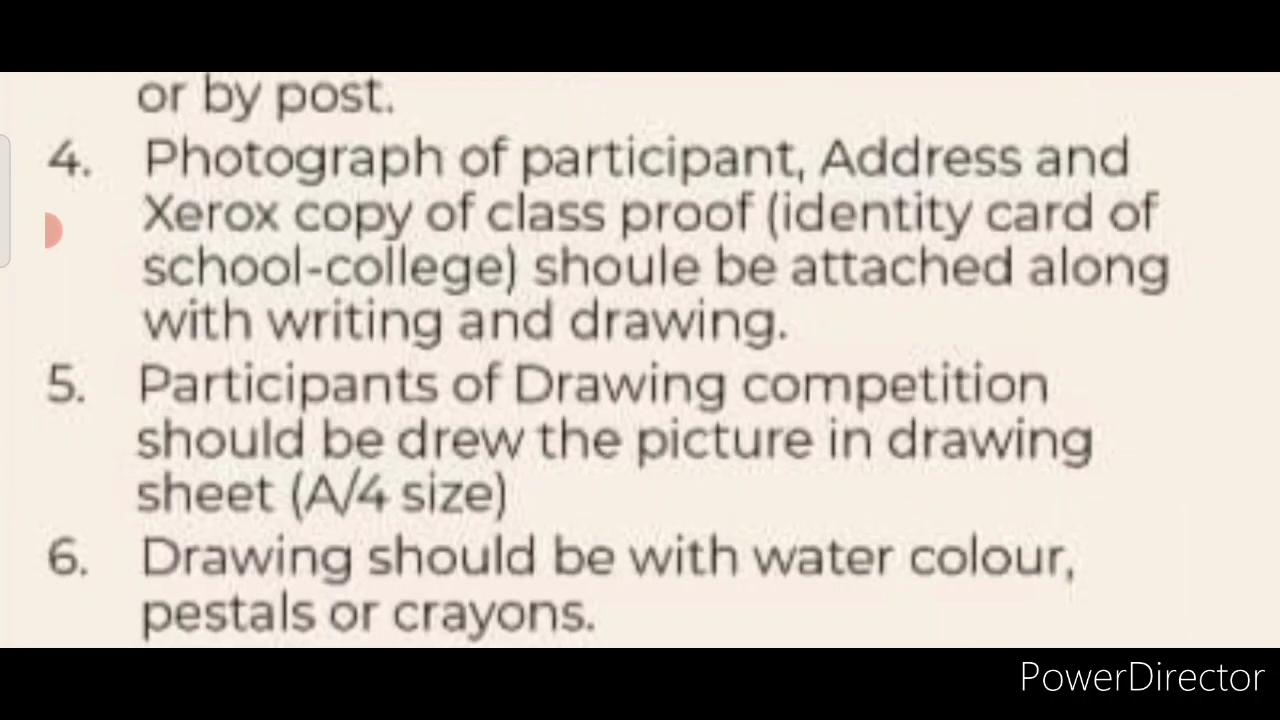 or by post.
4. Photograph of participant, Address and
Xerox copy of class proof (identity card of
school-college) shoule be attached along
with writing and drawing.
5. Participants of Drawing competition
should be drew the picture in drawing
sheet (A/4 size)
6. Drawing should be with water colour,
pestals or crayons.
PowerDirector